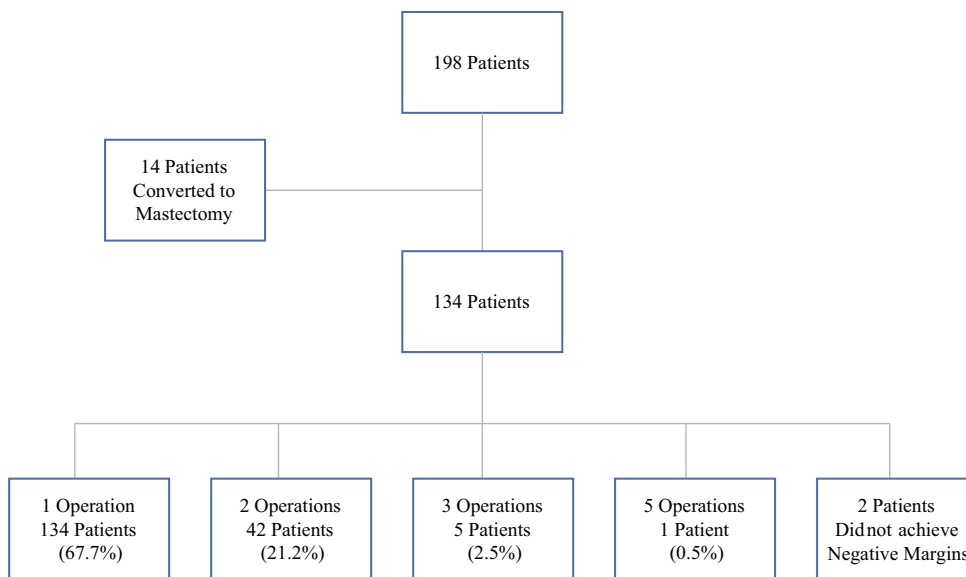 198 Patients
14 Patients
Converted to
Mastectomy
134 Patients
1 Operation
134 Patients
(67.7%)
2 Operations
42 Patients
(21.2%)
3 Operations
5 Patients
(2.5%)
5 Operations
1 Patient
(0.5%)
2 Patients
Didnot achieve
Negative Margins